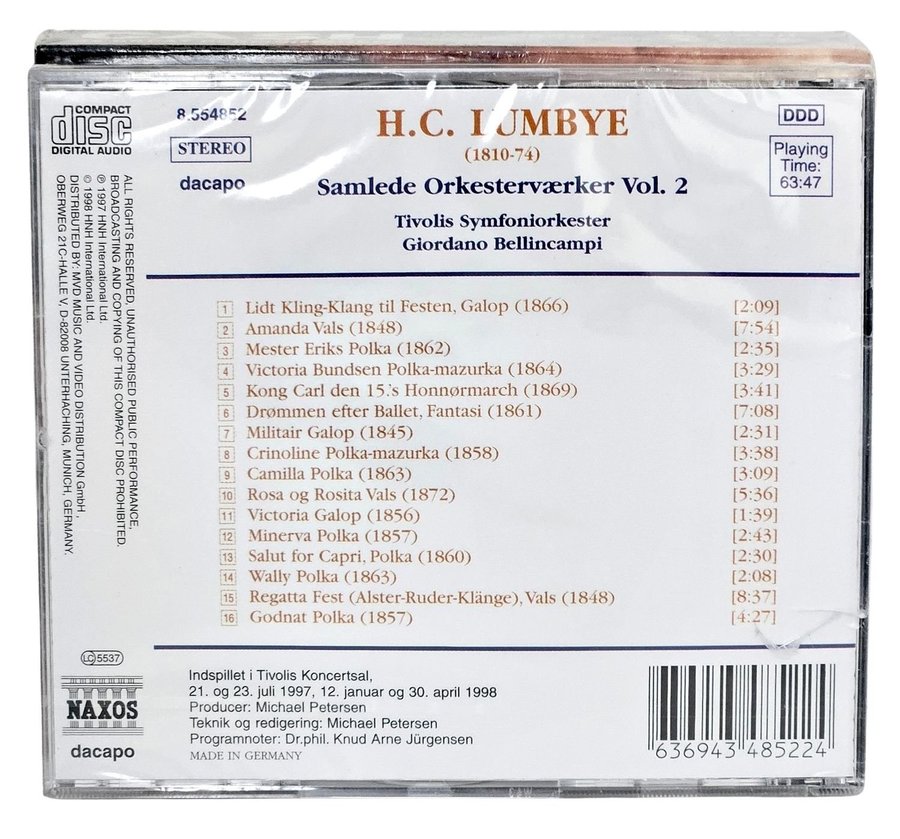 COMPACT
disc
DIGITAL AUDIO
8.554852
STEREO
dacapo
H.C. LUMBYE
(1810-74)
Samlede Orkesterværker Vol. 2
Tivolis Symfoniorkester
Giordano Bellincampi
DDD
Playing
Time:
63:47
ALL RIGHTS RESERVED, UNAUTHORISED PUBLIC PERFORMANCE,
BROADCASTING AND COPYING OF THIS COMPACT DISC PROHIBITED.
℗ 1997 HNH International Ltd.
© 1998 HNH International Ltd.
DISTRIBUTED BY: MVD MUSIC AND VIDEO DISTRIBUTION GmbH,
OBERWEG 21C-HALLE V, D-82008 UNTERHACHING, MUNICH, GERMANY.
1 Lidt Kling-Klang til Festen, Galop (1866) [2:09]
2 Amanda Vals (1848) [7:54]
3 Mester Eriks Polka (1862) [2:35]
4 Victoria Bundsen Polka-mazurka (1864) [3:29]
5 Kong Carl den 15.'s Honnørmarch (1869) [3:41]
6 Drømmen efter Ballet, Fantasi (1861) [7:08]
7 Militair Galop (1845) [2:31]
8 Crinoline Polka-mazurka (1858) [3:38]
9 Camilla Polka (1863) [3:09]
10 Rosa og Rosita Vals (1872) [5:36]
11 Victoria Galop (1856) [1:39]
12 Minerva Polka (1857) [2:43]
13 Salut for Capri, Polka (1860) [2:30]
14 Wally Polka (1863) [2:08]
15 Regatta Fest (Alster-Ruder-Klänge), Vals (1848) [8:37]
16 Godnat Polka (1857) [4:27]
LC 5537
NAXOS
dacapo
Indspillet i Tivolis Koncertsal,
21. og 23. juli 1997, 12. januar og 30. april 1998
Producer: Michael Petersen
Teknik og redigering: Michael Petersen
Programnoter: Dr.phil. Knud Arne Jürgensen
MADE IN GERMANY
636943 485224